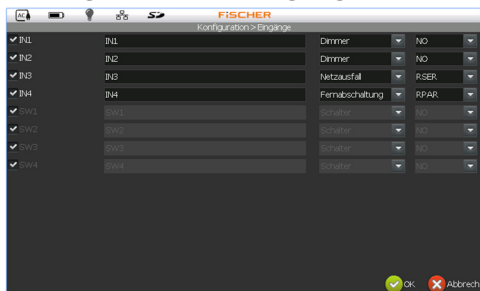 AC FiSCHER
Konfiguration > Eingänge
IN1 IN1 Dimmer NO
IN2 IN2 Dimmer NO
IN3 IN3 Netzausfall RSER
IN4 IN4 Fernabschaltung RPAR
SW1 SW1 Schalter NO
SW2 SW2 Schalter NO
SW3 SW3 Schalter NO
SW4 SW4 Schalter NO
OK Abbrech